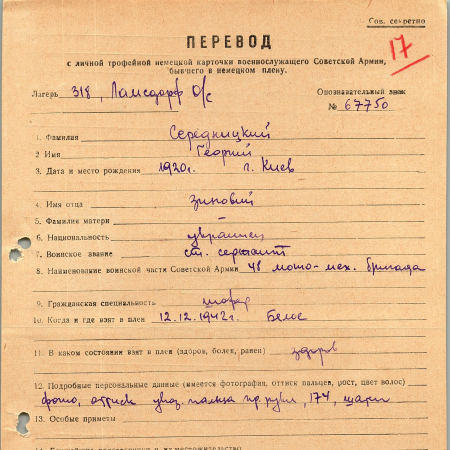 Сов. секретно
17
ПЕРЕВОД
с личной трофейной немецкой карточки военнослужащего Советской Армии,
бывшего в немецком плену.
Лагерь 318, Ламсдорф О/С
Опознавательный знак
№ 67750
1. Фамилия Середницкий
2 Имя Георгий
3. Дата и место рождения 1920г. г. Киев
4. Имя отца Зиновий
5. Фамилия матери –
6. Национальность украинец
7. Воинское звание ст. сержант
8. Наименование воинской части Советской Армии 48 мото-мех. бригада
9. Гражданская специальность шофер
10. Когда и где взят в плен 12.12.1942г. Белое
11. В каком состоянии взят в плен (здоров, болен, ранен) здоров
12. Подробные персональные данные (имеется фотография, оттиск пальцев, рост, цвет волос)
фото, оттиск указ. пальца пр. руки, 174,
13. Особые приметы